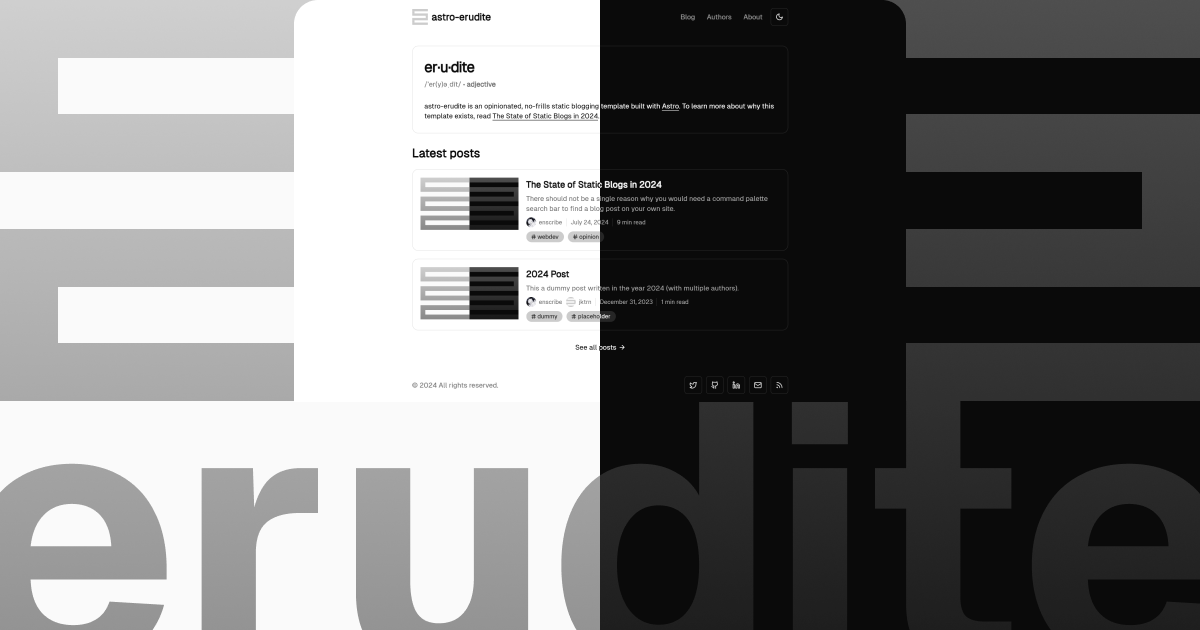 astro-erudite
Blog Authors About
er·u·dite
/ˈer(y)əˌdīt/ - adjective
astro-erudite is an opinionated, no-frills static blogging template built with Astro. To learn more about why this
template exists, read The State of Static Blogs in 2024.
Latest posts
The State of Static Blogs in 2024
There should not be a single reason why you would need a command palette
search bar to find a blog post on your own site.
enscribe July 24, 2024 9 min read
# webdev # opinion
2024 Post
This a dummy post written in the year 2024 (with multiple authors).
enscribe jktrn December 31, 2023 1 min read
# dummy # placeholder
See all posts →
© 2024 All rights reserved.
erudite